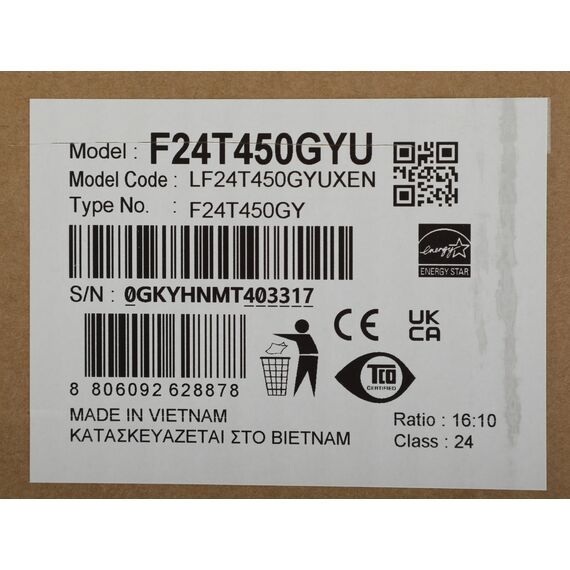 Model : F24T450GYU
Model Code : LF24T450GYUXEN
Type No. : F24T450GY
energy
ENERGY STAR
S/N : 0GKYHNMT403317
CE
UK
CA
TCO
CERTIFIED
8 806092 628878
MADE IN VIETNAM
ΚΑΤΑΣΚΕΥΑΖΕΤΑΙ ΣΤΟ ΒΙΕΤΝΑΜ
Ratio : 16:10
Class : 24